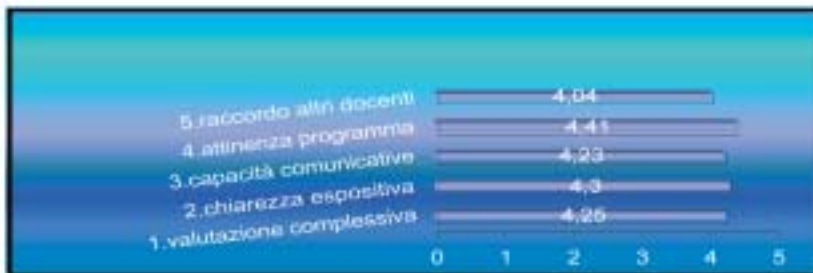 5.raccordo altri docenti 4,04
4.attinenza programma 4,41
3.capacità comunicative 4,23
2.chiarezza espositiva 4,3
1.valutazione complessiva 4,25
0 1 2 3 4 5